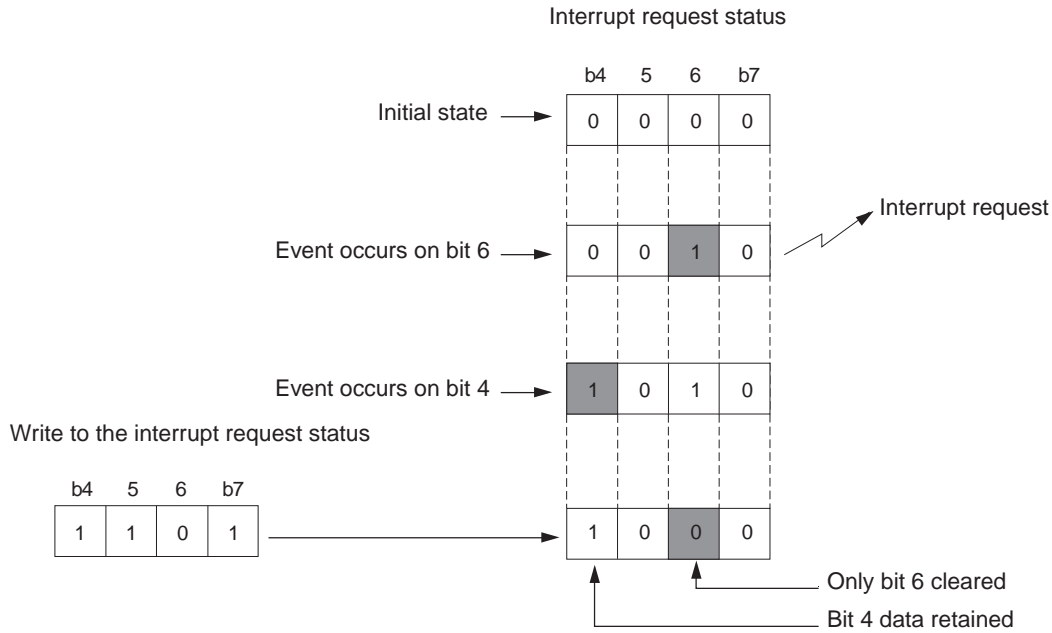 Interrupt request status
b4 5 6 b7
Initial state 0 0 0 0
Interrupt request
Event occurs on bit 6 0 0 1 0
Event occurs on bit 4 1 0 1 0
Write to the interrupt request status
b4 5 6 b7
1 1 0 1 1 0 0 0
Only bit 6 cleared
Bit 4 data retained